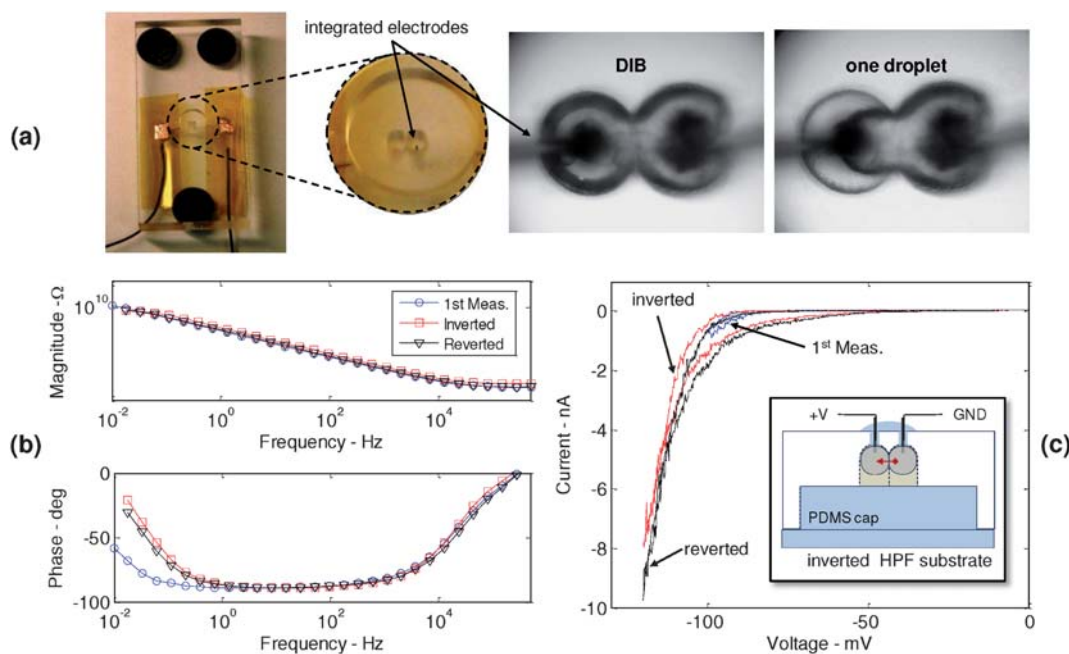 integrated electrodes
DIB
one droplet
(a)
10^10
Magnitude -Ω
1st Meas.
Inverted
Reverted
10^-2
10^0
10^2
10^4
Frequency - Hz
(b)
0
-50
-100
Phase - deg
10^-2
10^0
10^2
10^4
Frequency - Hz
0
-2
-4
-6
-8
-10
Current - nA
inverted
1st Meas.
reverted
+V
GND
PDMS cap
inverted HPF substrate
(c)
-100
-50
0
Voltage - mV